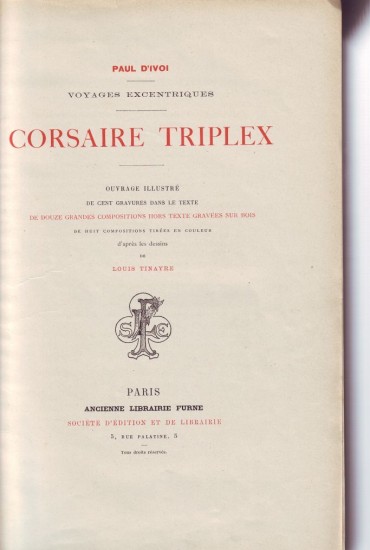 PAUL D'IVOI
VOYAGES EXCENTRIQUES
CORSAIRE TRIPLEX
OUVRAGE ILLUSTRÉ
DE CENT GRAVURES DANS LE TEXTE
DE DOUZE GRANDES COMPOSITIONS HORS TEXTE GRAVÉES SUR BOIS
DE HUIT COMPOSITIONS TIRÉES EN COULEUR
d'après les dessins
DE
LOUIS TINAYRE
S F E
PARIS
ANCIENNE LIBRAIRIE FURNE
SOCIÉTÉ D'ÉDITION ET DE LIBRAIRIE
5, RUE PALATINE, 5
Tous droits réservés.